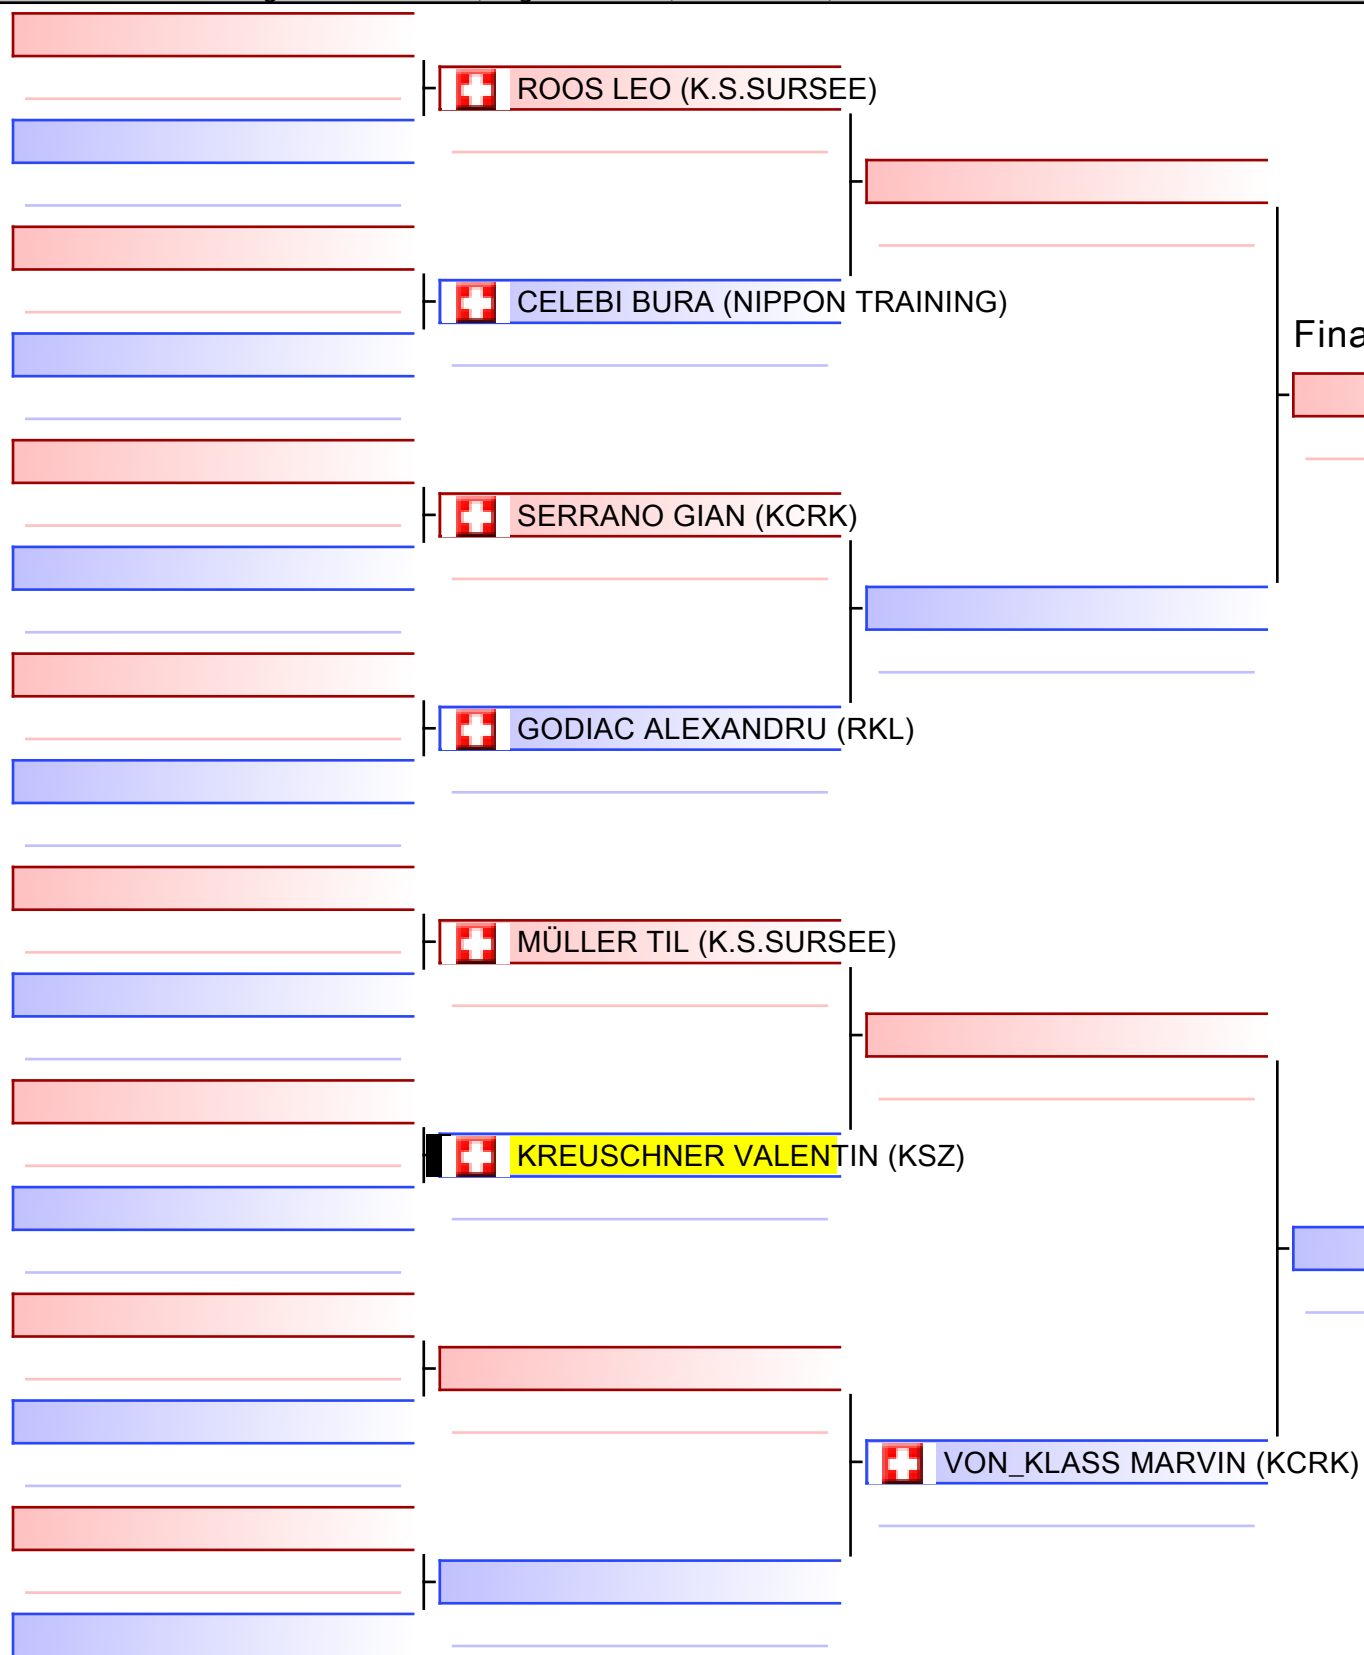 ROOS LEO (K.S.SURSEE)
CELEBI BURA (NIPPON TRAINING)
Fina
SERRANO GIAN (KCRK)
GODIAC ALEXANDRU (RKL)
MÜLLER TIL (K.S.SURSEE)
KREUSCHNER VALENTIN (KSZ)
VON_KLASS MARVIN (KCRK)